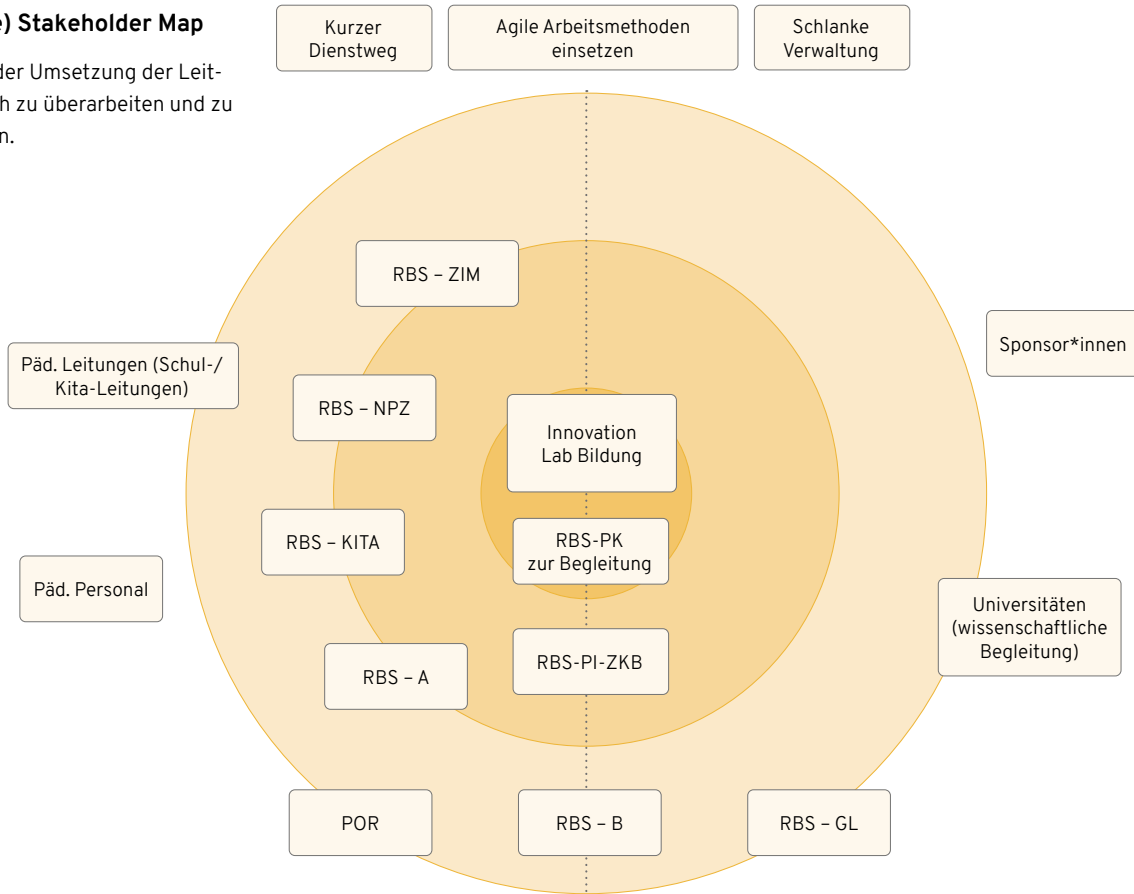 e) Stakeholder Map
der Umsetzung der Leit-
h zu überarbeiten und zu
n.
Kurzer
Dienstweg
Agile Arbeitsmethoden
einsetzen
Schlanke
Verwaltung
RBS – ZIM
Sponsor*innen
Päd. Leitungen (Schul-/
Kita-Leitungen)
RBS – NPZ
Innovation
Lab Bildung
RBS – KITA
RBS-PK
zur Begleitung
Päd. Personal
Universitäten
(wissenschaftliche
Begleitung)
RBS – A
RBS-PI-ZKB
POR
RBS – B
RBS – GL